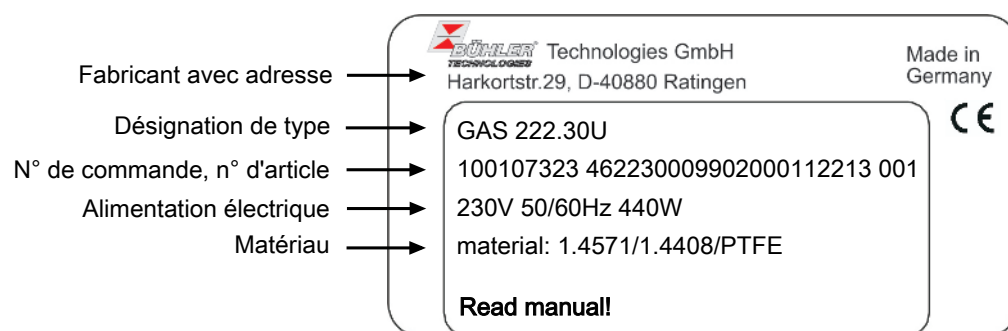 BÜHLER Technologies GmbH
TECHNOLOGIES
Made in
Germany
Fabricant avec adresse
Harkortstr.29, D-40880 Ratingen
CE
Désignation de type
GAS 222.30U
N° de commande, n° d'article
100107323 462230009902000112213 001
Alimentation électrique
230V 50/60Hz 440W
Matériau
material: 1.4571/1.4408/PTFE
Read manual!